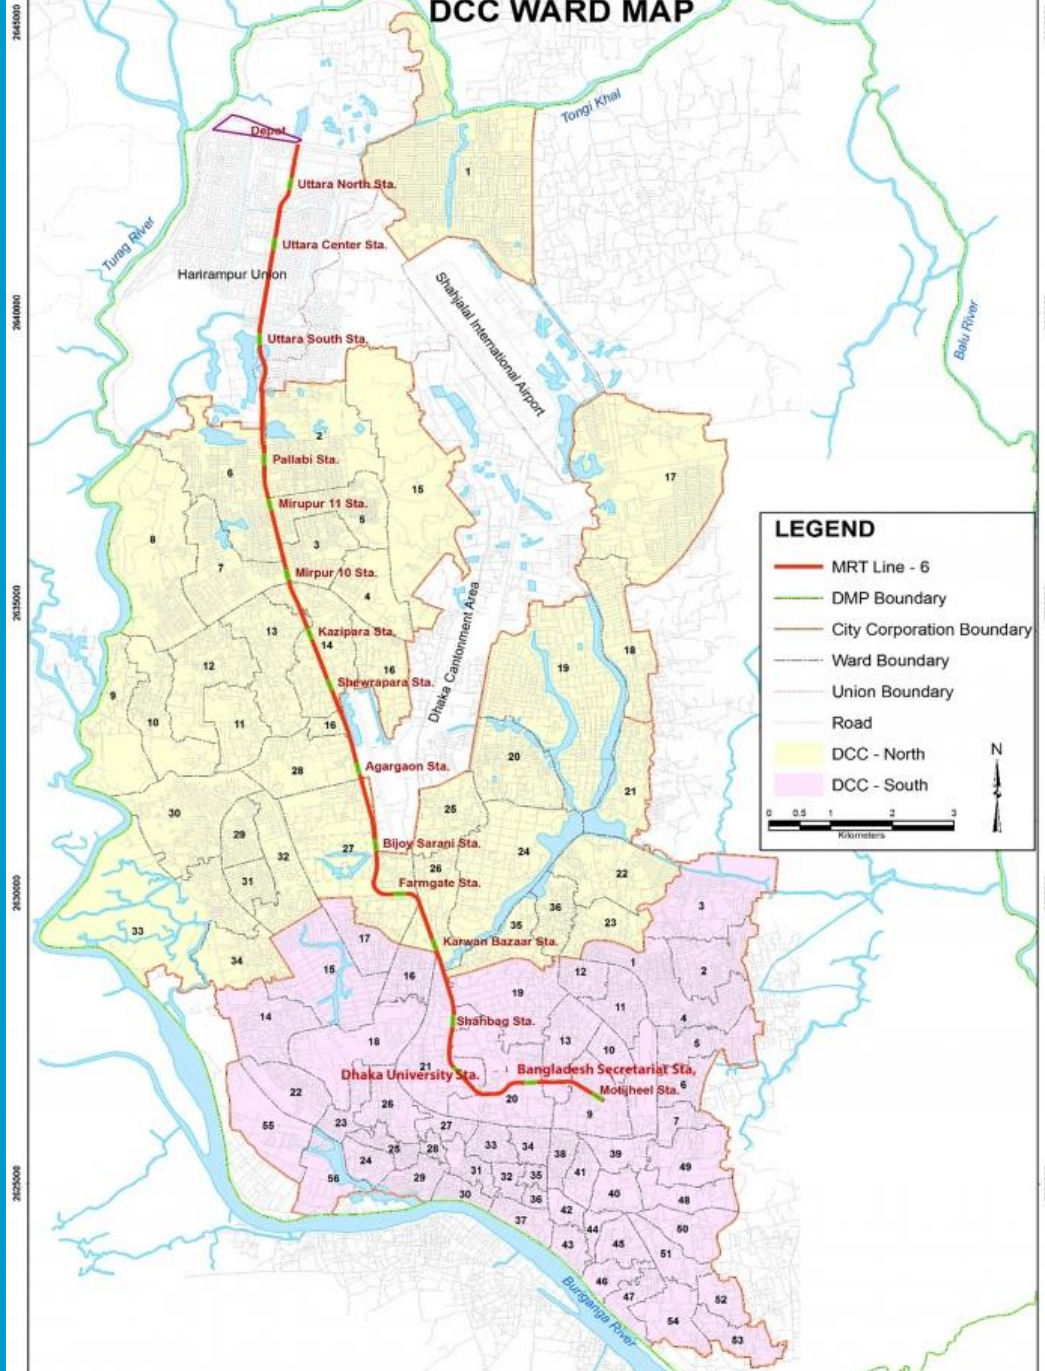 DCC WARD MAP
2645000
Tongi Khal
Depot
1
Uttara North Sta.
Turag River
Uttara Center Sta.
Harirampur Union
Shahjalal International Airport
2640000
Balu River
Uttara South Sta.
2
Pallabi Sta.
6
15
17
Mirupur 11 Sta.
5
8
3
7
Mirpur 10 Sta.
4
2635000
Dhaka Cantonment Area
13
Kazipara Sta.
14
18
12
16
19
Shewrapara Sta.
9
10
11
16
20
28
Agargaon Sta.
21
30
25
29
27
Bijoy Sarani Sta.
32
24
26
22
31
Farmgate Sta.
2630000
36
33
35
23
3
17
Karwan Bazaar Sta.
34
15
16
12
1
2
19
14
Shahbag Sta.
11
4
18
13
10
5
21
Dhaka University Sta.
Bangladesh Secretariat Sta.
6
22
Motijheel Sta.
20
26
9
55
23
27
7
25
28
33
34
38
39
24
31
32
35
41
49
56
29
30
36
40
48
2625000
37
42
44
50
43
45
51
46
47
52
Buriganga River
54
53
LEGEND
MRT Line - 6
DMP Boundary
City Corporation Boundary
Ward Boundary
Union Boundary
Road
DCC - North
DCC - South
N
0 0.5 1 2 3
Kilometers